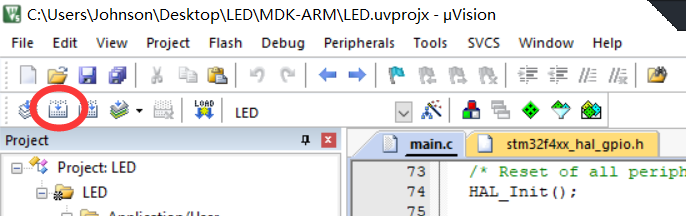 C:\Users\Johnson\Desktop\LED\MDK-ARM\LED.uvprojx - µVision
File Edit View Project Flash Debug Peripherals Tools SVCS Window Help
LOAD LED
Project
main.c stm32f4xx_hal_gpio.h
Project: LED
LED
Application/User
73 /* Reset of all periph
74 HAL_Init();
75